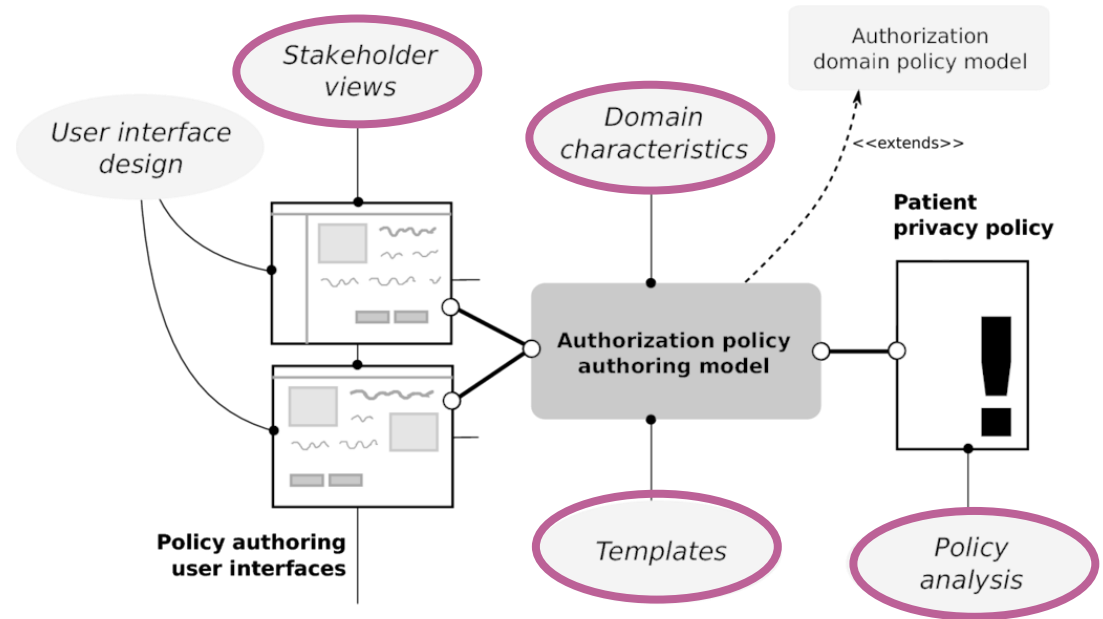 Stakeholder
views
Authorization
domain policy model
User interface
design
Domain
characteristics
<<extends>>
Patient
privacy policy
Authorization policy
authoring model
Policy authoring
user interfaces
Templates
Policy
analysis